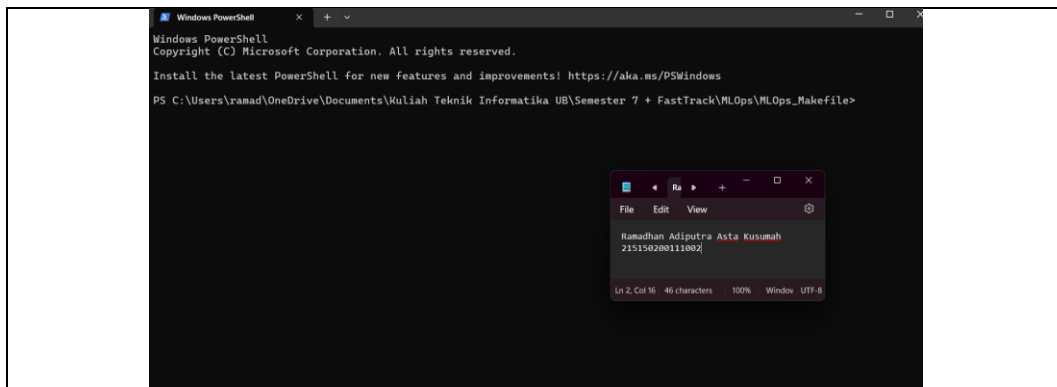 Windows PowerShell
Windows PowerShell
Copyright (C) Microsoft Corporation. All rights reserved.
Install the latest PowerShell for new features and improvements! https://aka.ms/PSWindows
PS C:\Users\ramad\OneDrive\Documents\Kuliah Teknik Informatika UB\Semester 7 + FastTrack\MLOps\MLOps_Makefile>
Ra
File Edit View
Ramadhan Adiputra Asta Kusumah
215150200111002
Ln 2, Col 16 46 characters 100% Window UTF-8